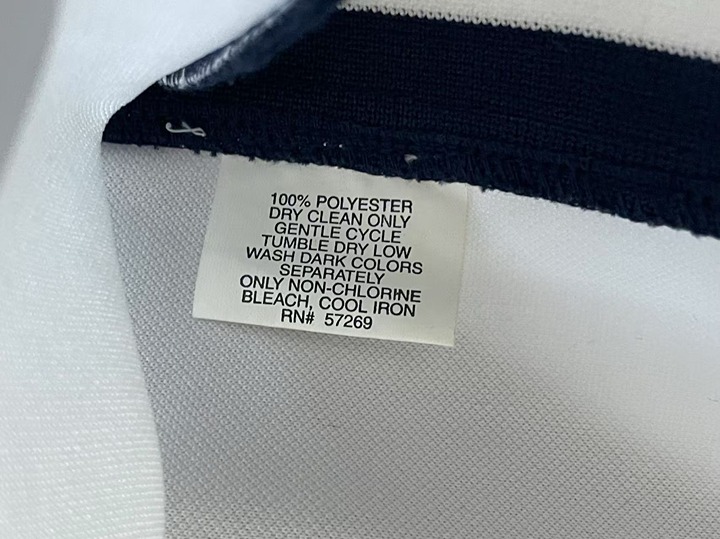 100% POLYESTER
DRY CLEAN ONLY
GENTLE CYCLE
TUMBLE DRY LOW
WASH DARK COLORS
SEPARATELY
ONLY NON-CHLORINE
BLEACH, COOL IRON
RN# 57269